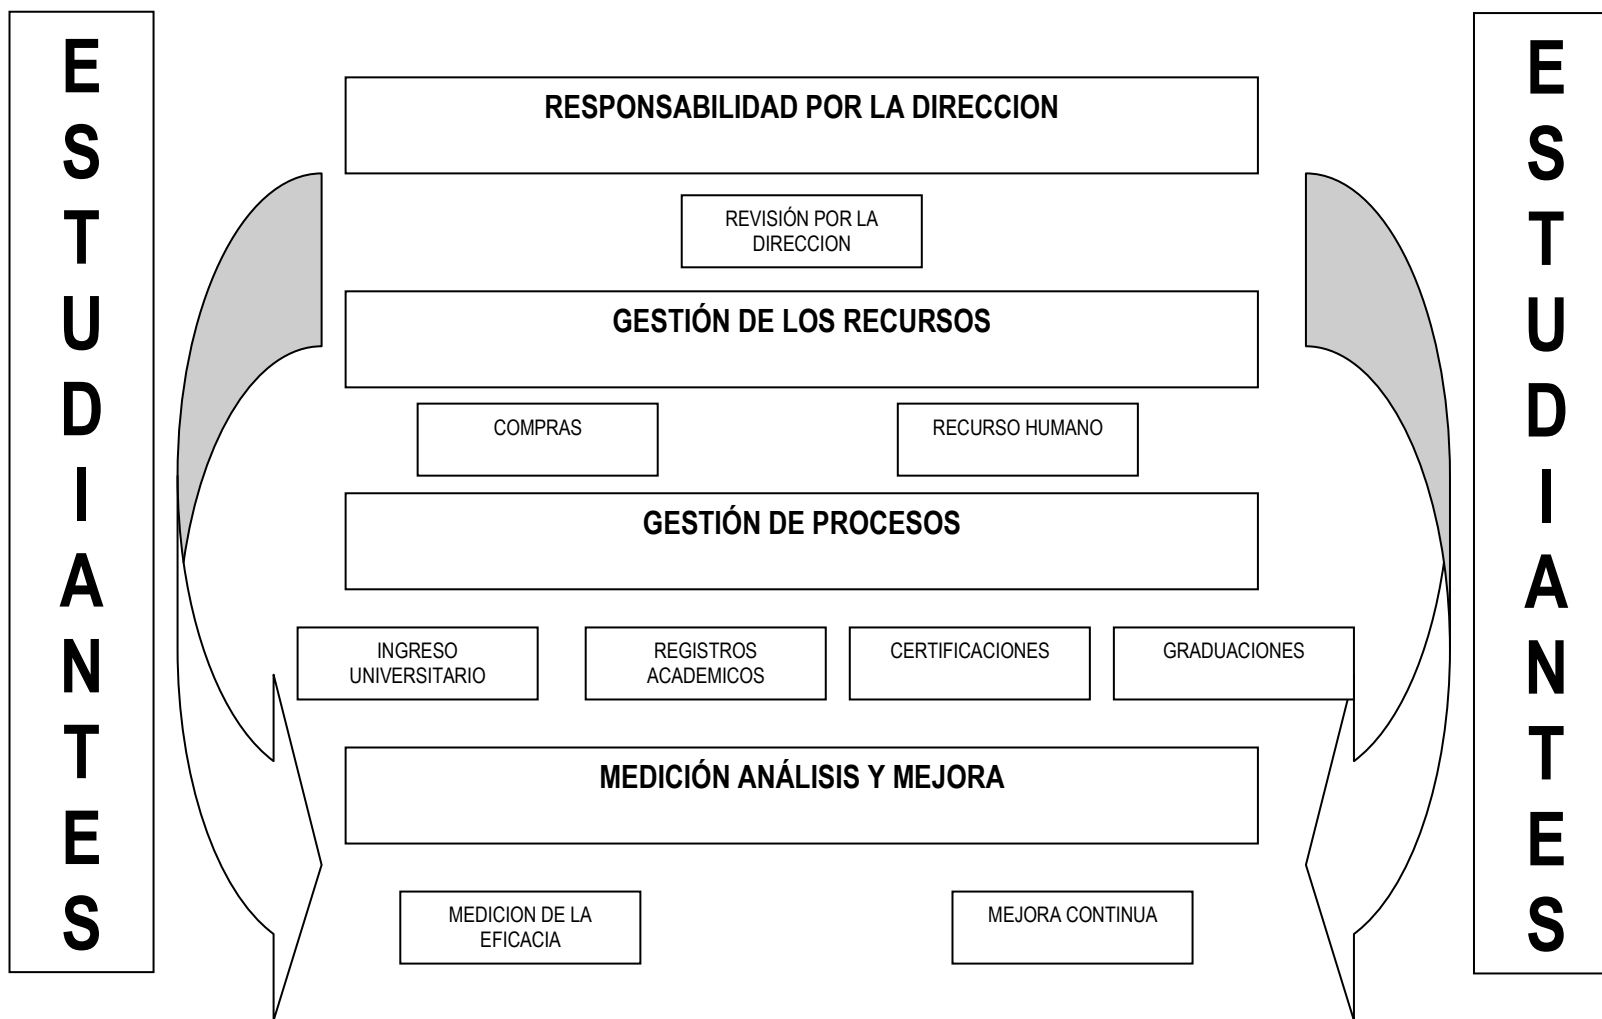 E
S
T
U
D
I
A
N
T
E
S
RESPONSABILIDAD POR LA DIRECCION
REVISIÓN POR LA
DIRECCION
GESTIÓN DE LOS RECURSOS
COMPRAS
RECURSO HUMANO
GESTIÓN DE PROCESOS
INGRESO
UNIVERSITARIO
REGISTROS
ACADEMICOS
CERTIFICACIONES
GRADUACIONES
MEDICIÓN ANÁLISIS Y MEJORA
MEDICION DE LA
EFICACIA
MEJORA CONTINUA
E
S
T
U
D
I
A
N
T
E
S